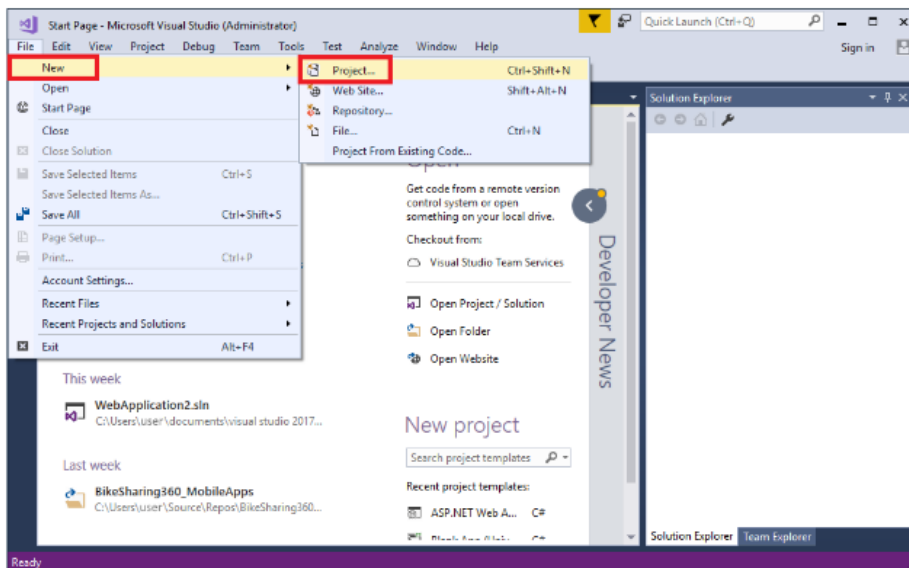 Start Page - Microsoft Visual Studio (Administrator)
Quick Launch (Ctrl+Q)
File Edit View Project Debug Team Tools Test Analyze Window Help
Sign in
New
Open
Start Page
Close
Close Solution
Save Selected Items Ctrl+S
Save Selected Items As...
Save All Ctrl+Shift+S
Page Setup...
Print... Ctrl+P
Account Settings...
Recent Files
Recent Projects and Solutions
Exit Alt+F4
Project... Ctrl+Shift+N
Web Site... Shift+Alt+N
Repository...
File... Ctrl+N
Project From Existing Code...
This week
WebApplication2.sln
C:\Users\user\documents\visual studio 2017...
Last week
BikeSharing360_MobileApps
C:\Users\user\Source\Repos\BikeSharing360...
Open
Get code from a remote version
control system or open
something on your local drive.
Checkout from:
Visual Studio Team Services
Open Project / Solution
Open Folder
Open Website
New project
Search project templates
Recent project templates:
ASP.NET Web A... C#
Developer News
Solution Explorer
Solution Explorer Team Explorer
Ready